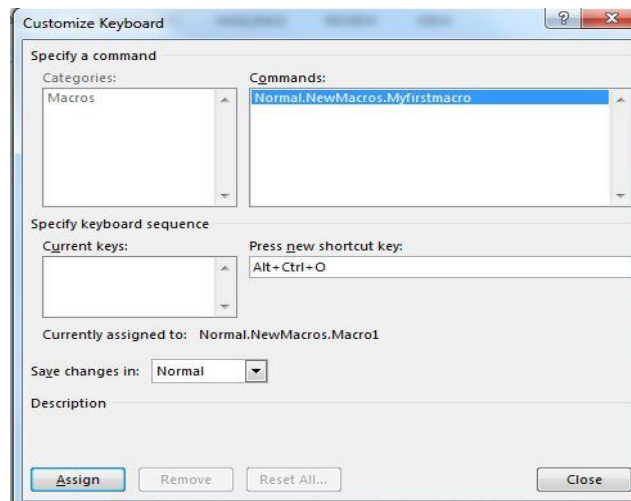 Customize Keyboard
?
Specify a command
Categories:
Commands:
Macros
Normal.NewMacros.Myfirstmacro
Specify keyboard sequence
Current keys:
Press new shortcut key:
Alt+Ctrl+O
Currently assigned to: Normal.NewMacros.Macro1
Save changes in: Normal
Description
Assign Remove Reset All... Close